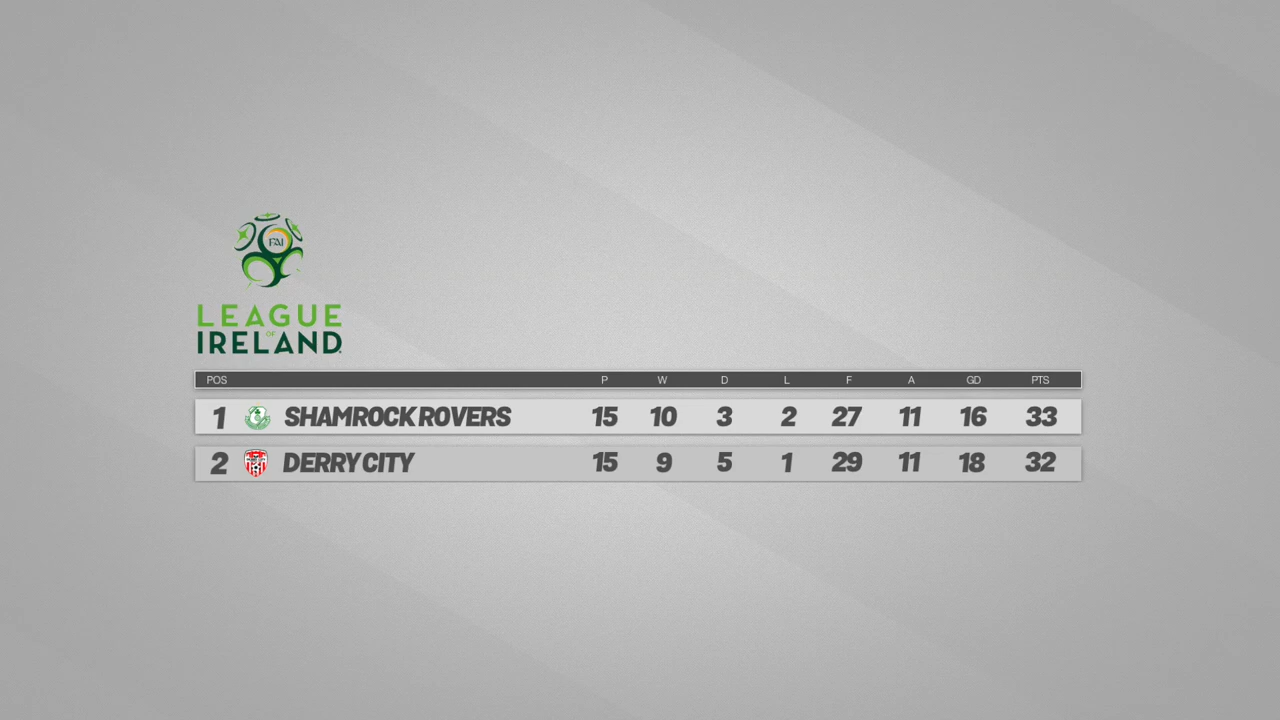 FAI
LEAGUE
OF
IRELAND
POS P W D L F A GD PTS
1 SHAMROCK ROVERS 15 10 3 2 27 11 16 33
2 DERRY CITY 15 9 5 1 29 11 18 32